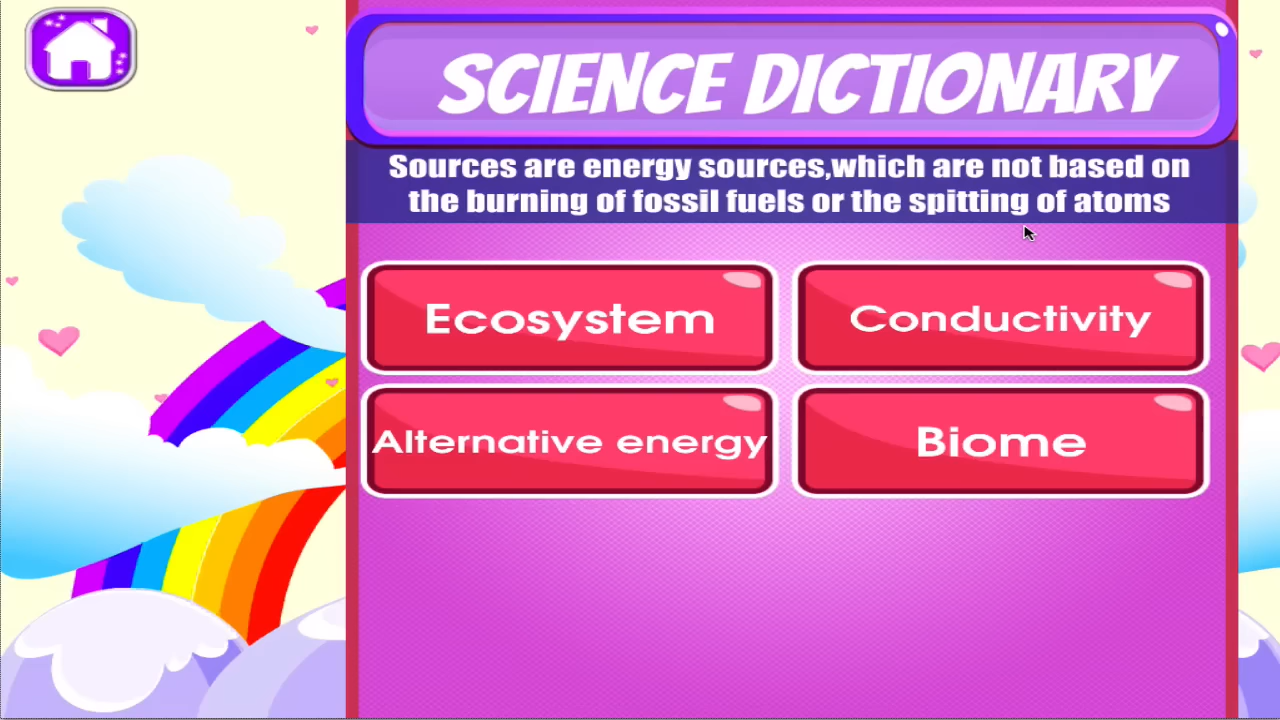 SCIENCE DICTIONARY
Sources are energy sources,which are not based on
the burning of fossil fuels or the spitting of atoms
Ecosystem
Conductivity
Alternative energy
Biome